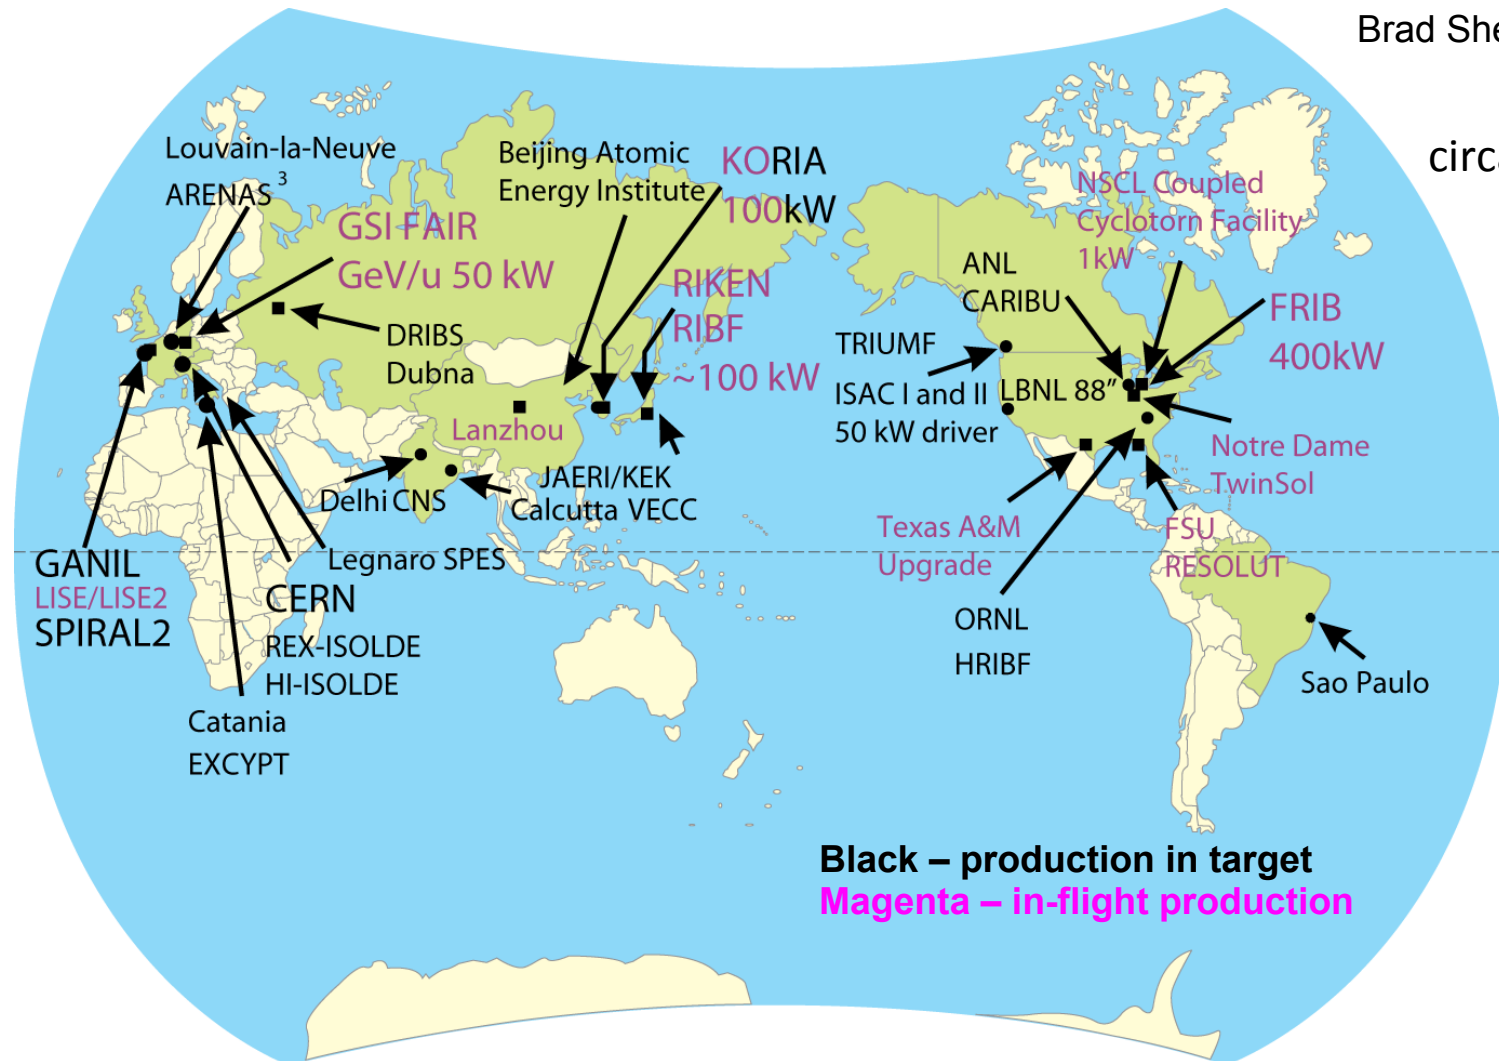 Brad
Louvain-la-Neuve
ARENAS 3
GSI FAIR
GeV/u 50 kW
DRIBS
Dubna
Beijing Atomic
Energy Institute
KORIA
100kW
RIKEN
RIBF
~100 kW
Lanzhou
JAERI/KEK
Calcutta VECC
Delhi CNS
Legnaro SPES
GANIL
LISE/LISE2
SPIRAL2
CERN
REX-ISOLDE
HI-ISOLDE
Catania
EXCYPT
NSCL Coupled
Cyclotorn Facility
1kW
ANL
CARIBU
FRIB
400kW
TRIUMF
ISAC I and II
50 kW driver
LBNL 88”
Notre Dame
TwinSol
Texas A&M
Upgrade
FSU
RESOLUT
ORNL
HRIBF
Sao Paulo
Black – production in target
Magenta – in-flight production